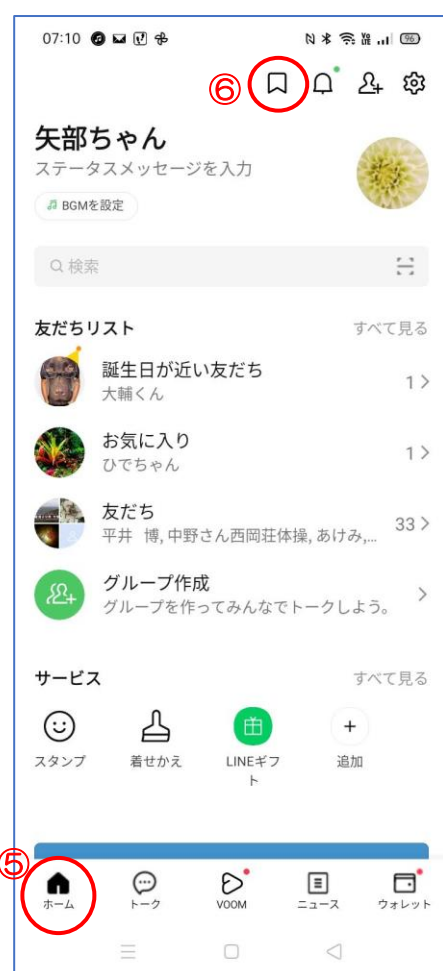 07:10
96
⑥
矢部ちゃん
ステータスメッセージを入力
BGMを設定
検索
友だちリスト すべて見る
誕生日が近い友だち
大輔くん
1
お気に入り
ひでちゃん
1
友だち
平井 博, 中野さん西岡荘体操, あけみ,...
33
グループ作成
グループを作ってみんなでトークしよう。
サービス すべて見る
スタンプ 着せかえ LINEギフ 追加
ト
⑤
ホーム トーク VOOM ニュース ウォレット